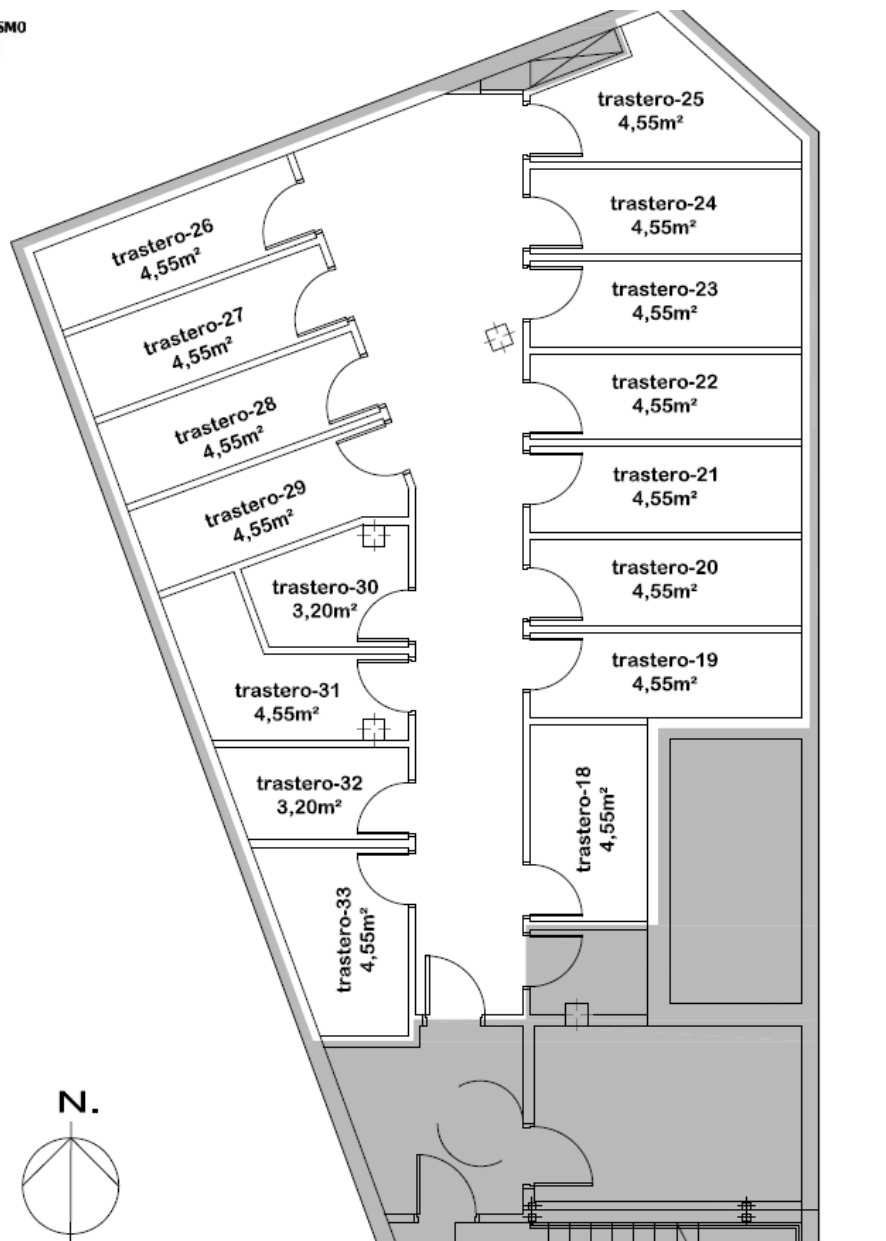 SMO
trastero-25
4,55m²
trastero-24
4,55m²
trastero-26
4,55m²
trastero-23
4,55m²
trastero-27
4,55m²
trastero-22
4,55m²
trastero-28
4,55m²
trastero-21
4,55m²
trastero-29
4,55m²
trastero-20
4,55m²
trastero-30
3,20m²
trastero-19
4,55m²
trastero-31
4,55m²
trastero-32
3,20m²
trastero-18
4,55m²
trastero-33
4,55m²
N.